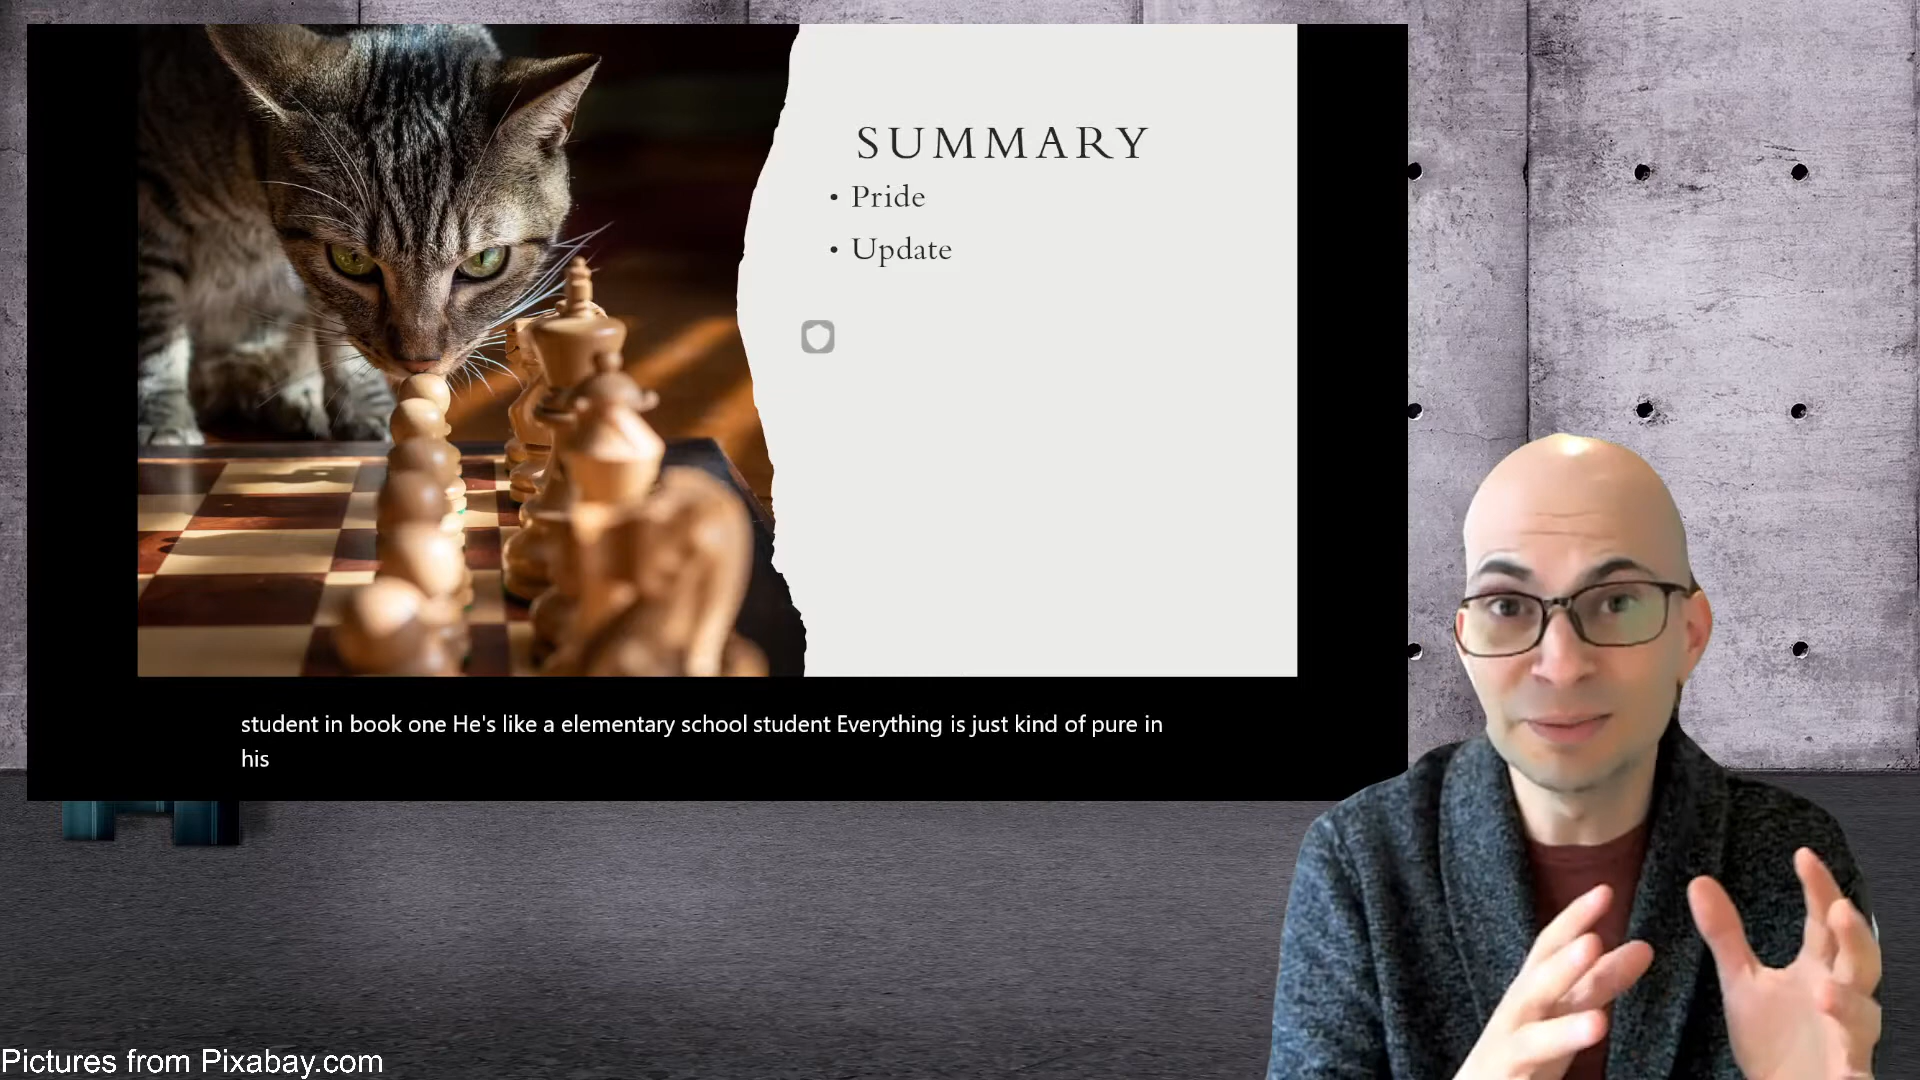 SUMMARY
• Pride
• Update
student in book one He's like a elementary school student Everything is just kind of pure in
his
Pictures from Pixabay.com